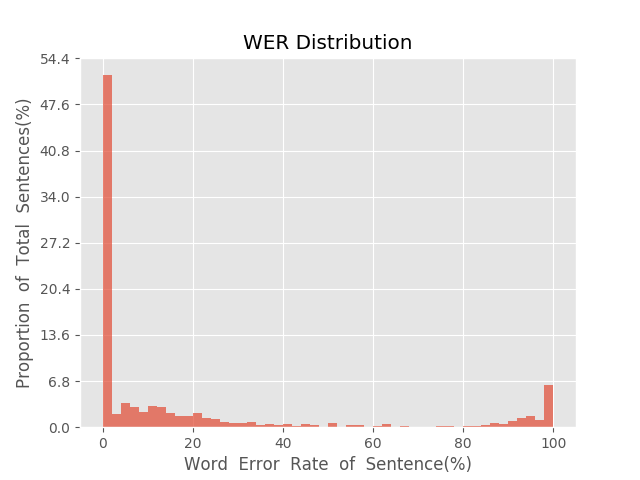 WER Distribution
54.4
47.6
40.8
34.0
27.2
20.4
13.6
6.8
0.0
Proportion of Total Sentences(%)
0 20 40 60 80 100
Word Error Rate of Sentence(%)